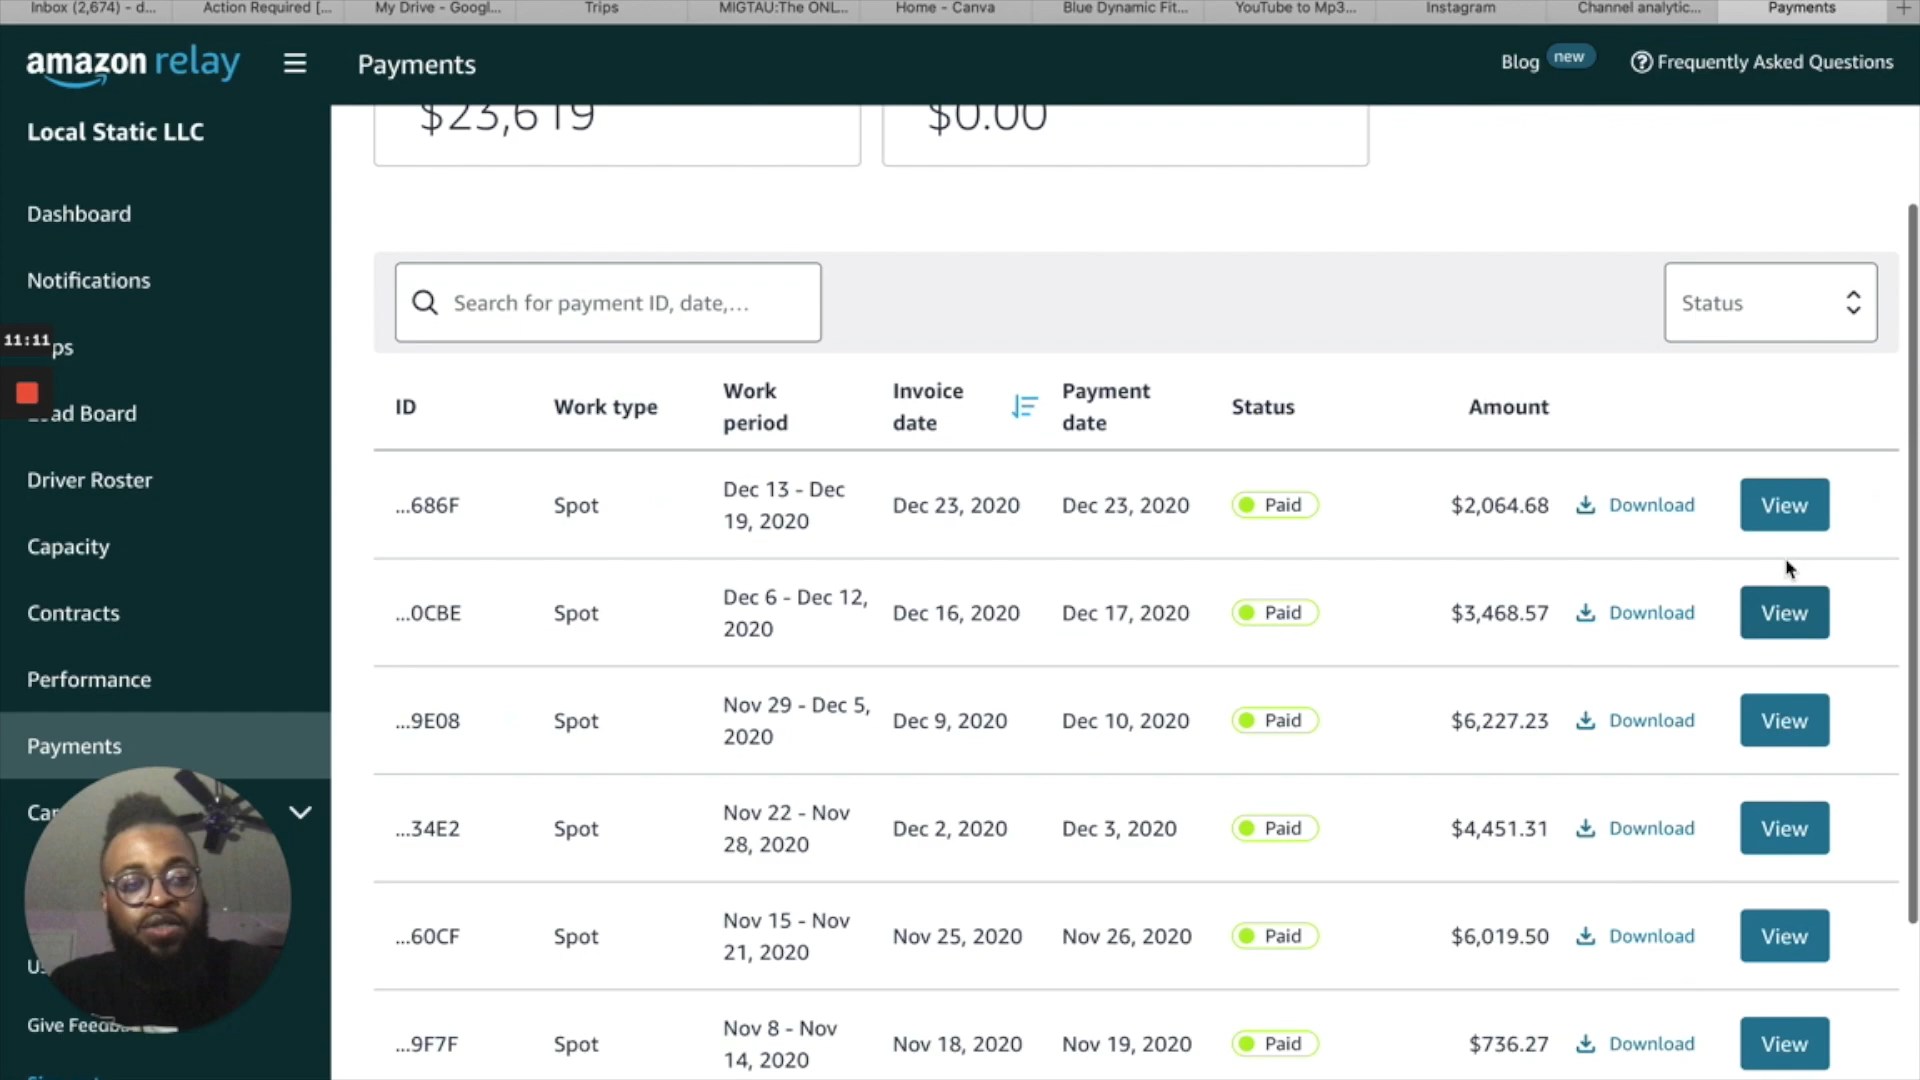 Inbox (2,674) - d...
Action Required [...
My Drive - Googl...
Trips
MIGTAU:The ONL...
Home - Canva
Blue Dynamic Fit...
YouTube to Mp3...
Instagram
Channel analytic...
Payments
amazon relay
Payments
Blog new
Frequently Asked Questions
Local Static LLC
Dashboard
Notifications
11:11
ps
ad Board
Driver Roster
Capacity
Contracts
Performance
Payments
Car
Give Feed
$23,619
$0.00
Search for payment ID, date,...
Status
ID
Work type
Work
period
Invoice
date
Payment
date
Status
Amount
...686F
Spot
Dec 13 - Dec
19, 2020
Dec 23, 2020
Dec 23, 2020
Paid
$2,064.68
Download
View
...0CBE
Spot
Dec 6 - Dec 12,
2020
Dec 16, 2020
Dec 17, 2020
Paid
$3,468.57
Download
View
...9E08
Spot
Nov 29 - Dec 5,
2020
Dec 9, 2020
Dec 10, 2020
Paid
$6,227.23
Download
View
...34E2
Spot
Nov 22 - Nov
28, 2020
Dec 2, 2020
Dec 3, 2020
Paid
$4,451.31
Download
View
...60CF
Spot
Nov 15 - Nov
21, 2020
Nov 25, 2020
Nov 26, 2020
Paid
$6,019.50
Download
View
...9F7F
Spot
Nov 8 - Nov
14, 2020
Nov 18, 2020
Nov 19, 2020
Paid
$736.27
Download
View